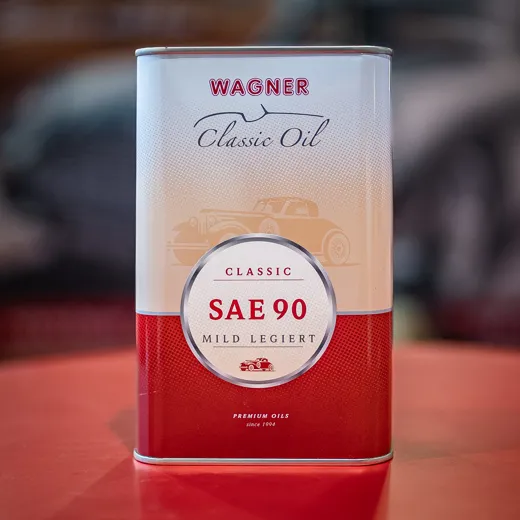 WAGNER
Classic Oil
CLASSIC
SAE 90
MILD LEGIERT
PREMIUM OILS
since 1994